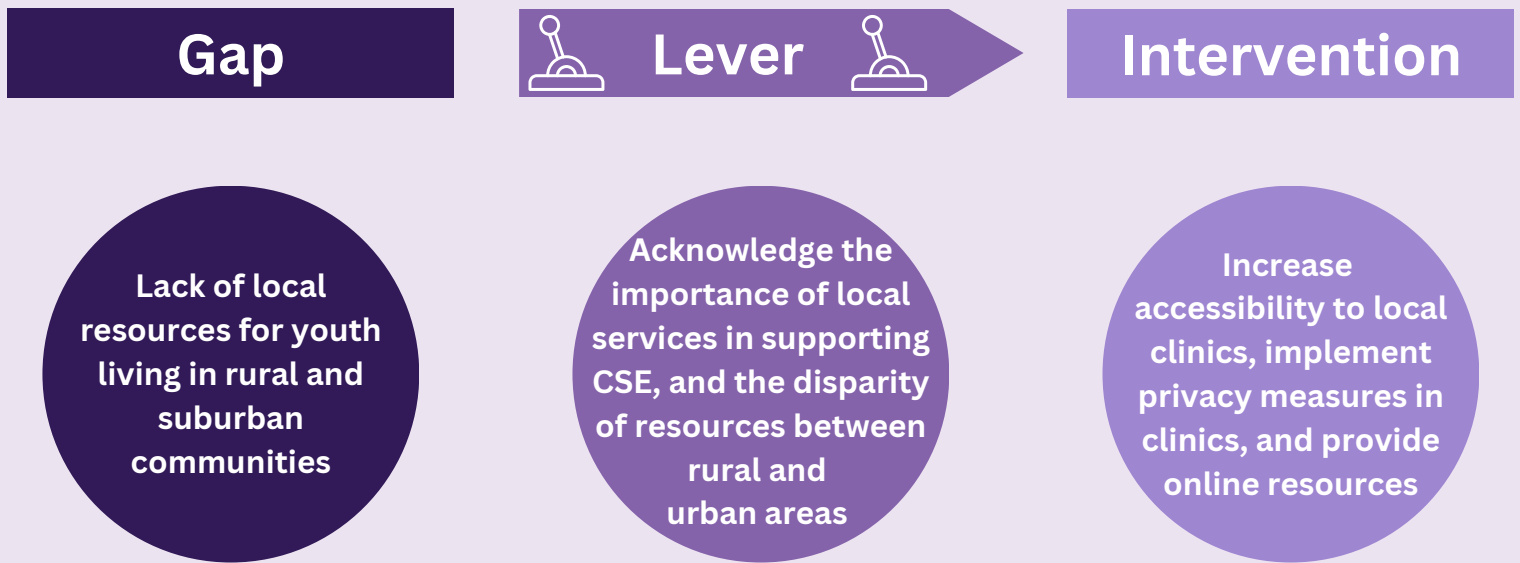 Gap
Lever
Intervention
Lack of local
resources for youth
living in rural and
suburban
communities
Acknowledge the
importance of local
services in supporting
CSE, and the disparity
of resources between
rural and
urban areas
Increase
accessibility to local
clinics, implement
privacy measures in
clinics, and provide
online resources